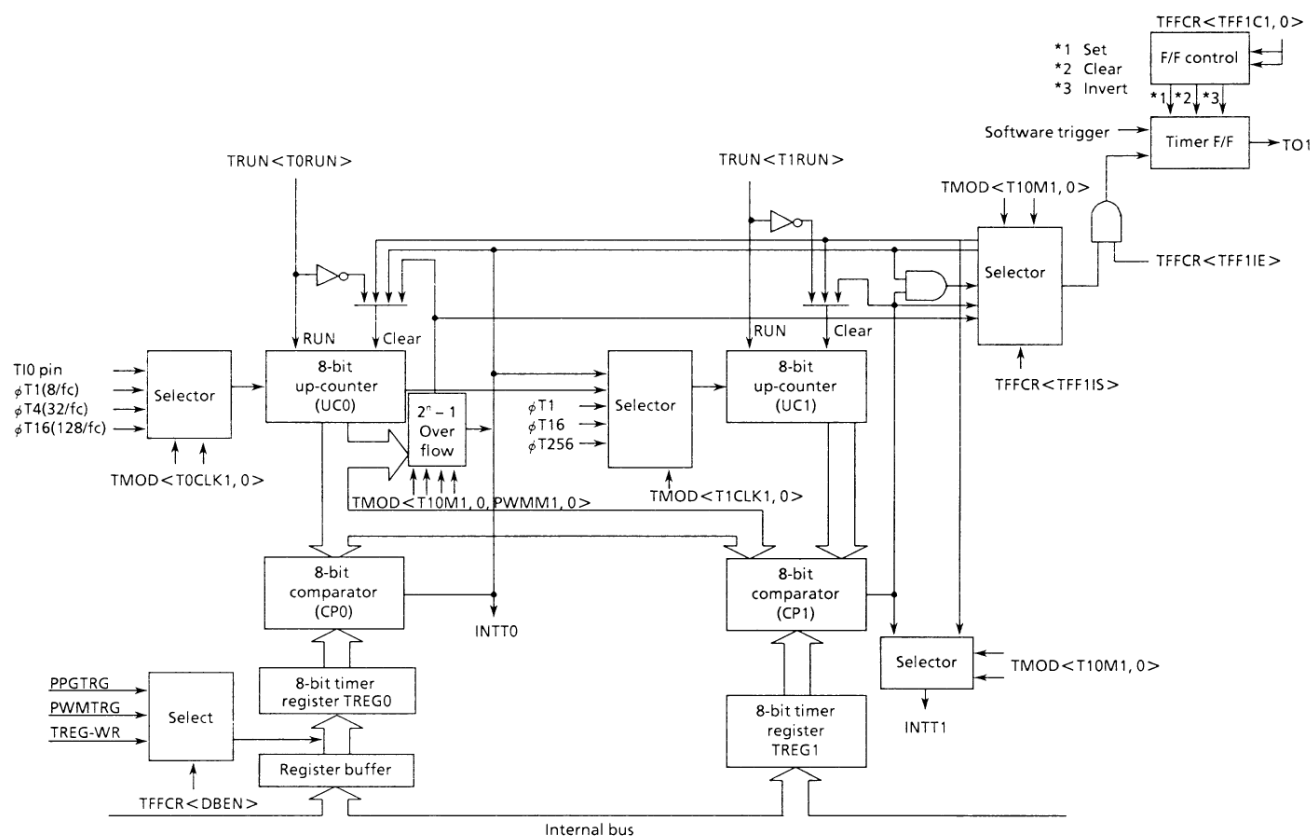 TFFCR<TFF1C1, 0>
*1 Set
*2 Clear
*3 Invert
F/F control
*1 *2 *3
Software trigger
Timer F/F
TO1
TRUN<T0RUN>
TRUN<T1RUN>
TMOD<T10M1, 0>
Selector
TFFCR<TFF1IE>
RUN
Clear
RUN
Clear
TFFCR<TFF1IS>
TI0 pin
ϕT1(8/fc)
ϕT4(32/fc)
ϕT16(128/fc)
Selector
8-bit
up-counter
(UC0)
2ⁿ – 1
Over
flow
ϕT1
ϕT16
ϕT256
Selector
8-bit
up-counter
(UC1)
TMOD<T0CLK1, 0>
TMOD<T10M1, 0, PWMM1, 0>
TMOD<T1CLK1, 0>
8-bit
comparator
(CP0)
INTT0
8-bit
comparator
(CP1)
Selector
TMOD<T10M1, 0>
INTT1
PPGTRG
PWMTRG
TREG-WR
Select
8-bit timer
register TREG0
8-bit timer
register
TREG1
Register buffer
TFFCR<DBEN>
Internal bus